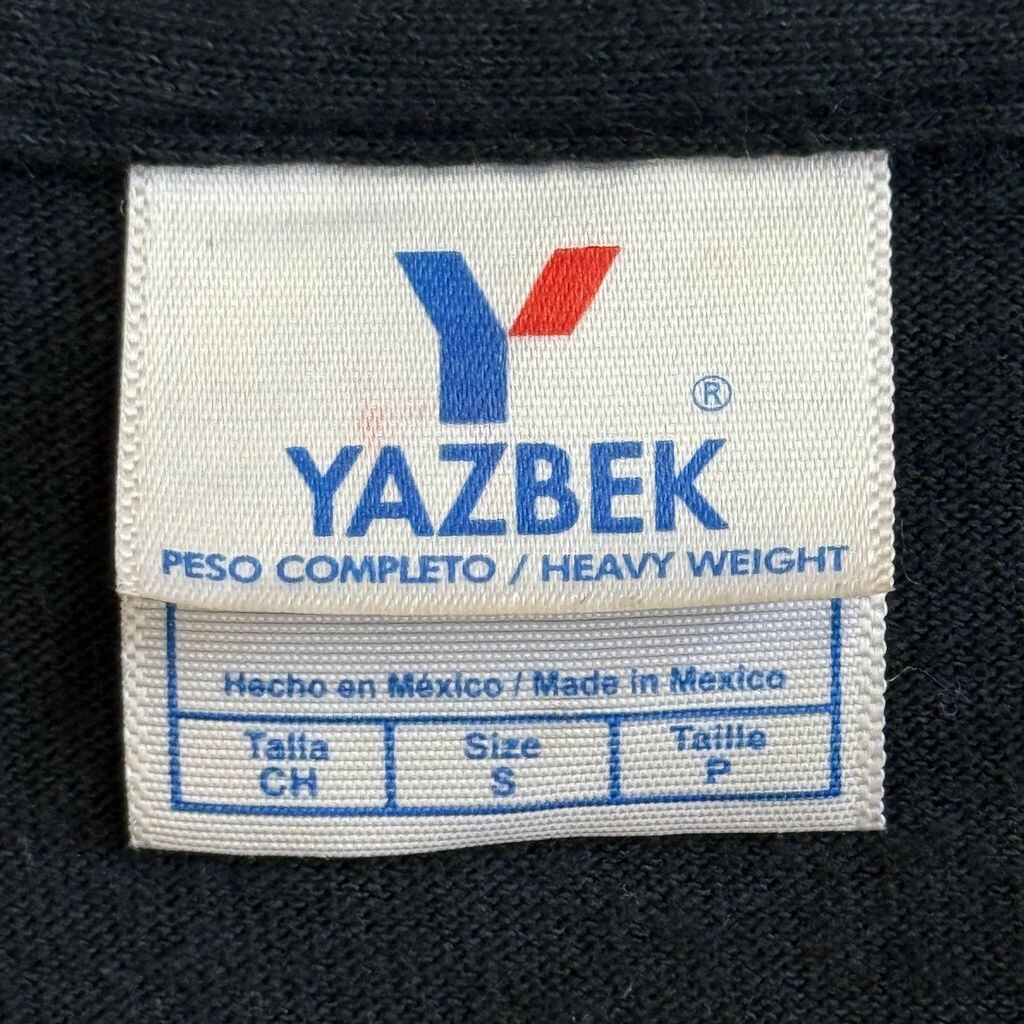 Y
®
YAZBEK
PESO COMPLETO / HEAVY WEIGHT
Hecho en México / Made in Mexico
Talla Size Taille
CH S P